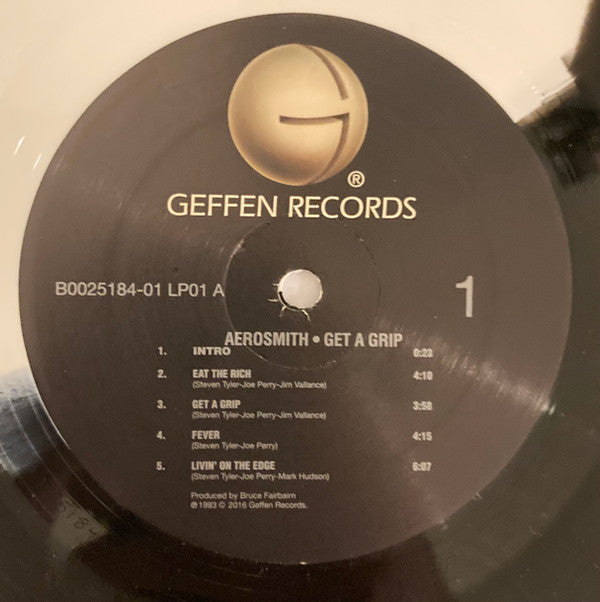 G
®
GEFFEN RECORDS
B0025184-01 LP01 A
1
AEROSMITH • GET A GRIP
1. INTRO 0:23
2. EAT THE RICH 4:10
(Steven Tyler-Joe Perry-Jim Vallance)
3. GET A GRIP 3:58
(Steven Tyler-Joe Perry-Jim Vallance)
4. FEVER 4:15
(Steven Tyler-Joe Perry)
5. LIVIN' ON THE EDGE 6:07
(Steven Tyler-Joe Perry-Mark Hudson)
Produced by Bruce Fairbairn
℗ 1993 © 2016 Geffen Records.